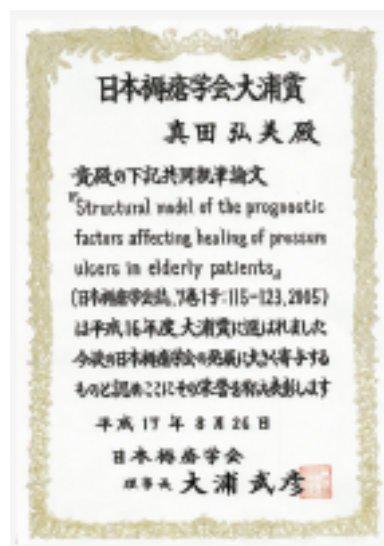 日本褥瘡学会大浦賞
真田弘美殿
貴殿の下記共同執筆論文
『Structural model of the prognostic
factors affecting healing of pressure
ulcers in elderly patients』
(日本褥瘡学会誌, 7巻1号:115-123, 2005)
は平成16年度大浦賞に選ばれました
今後の日本褥瘡学会の発展に大きく寄与する
ものと認めここにその栄誉を称え表彰します
平成17年8月26日
日本褥瘡学会
理事長 大浦武彦